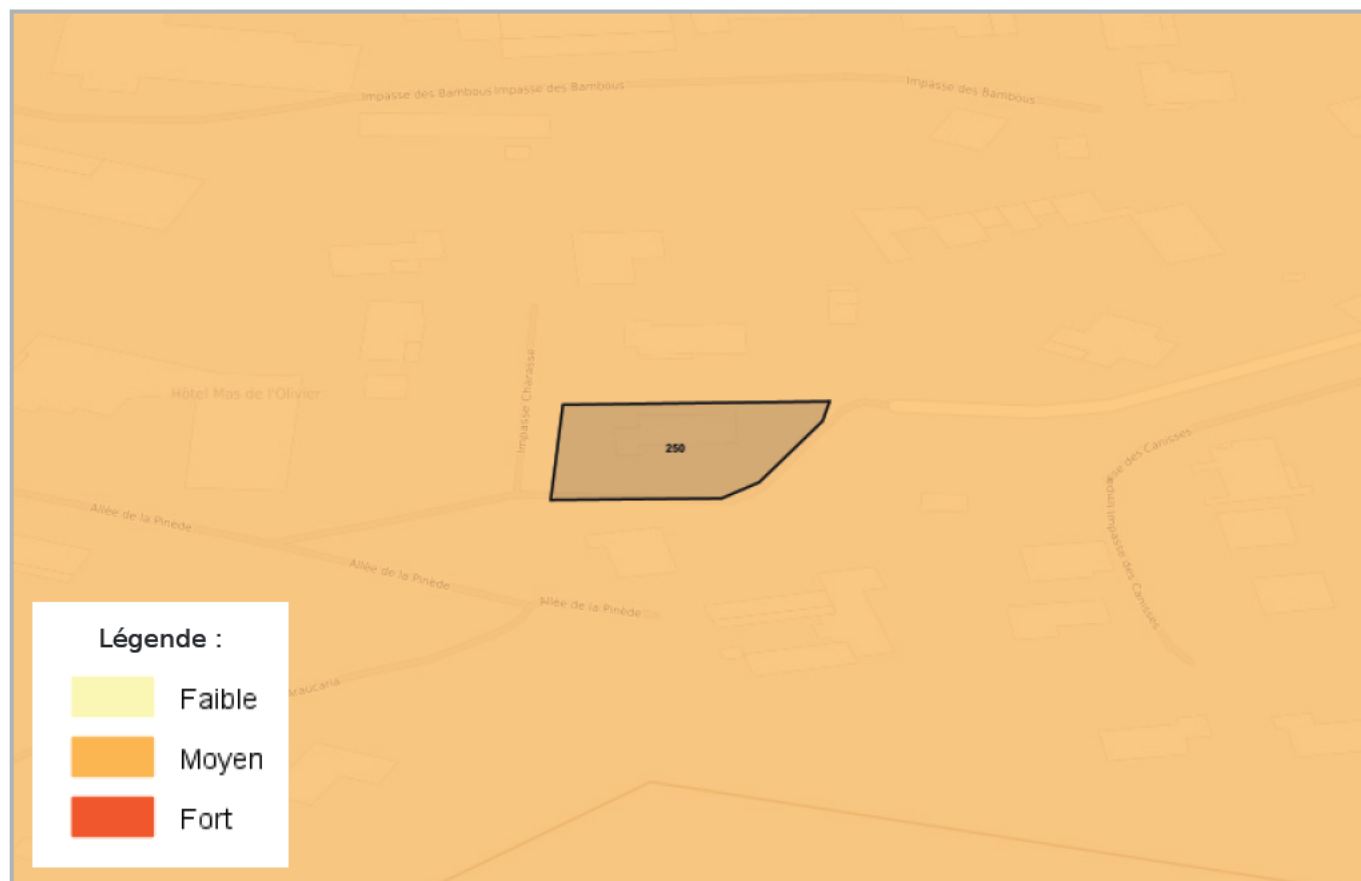 Impasse des Bambous Impasse des Bambous
Impasse des Bambous
Impasse Charasse
Hôtel Mas de l'Olivier
250
Impasse des Canisses
Impasse des Canisses
Allée de la Pinède
Allée de la Pinède
Allée de la Pinède
Araucaria
Légende :
Faible
Moyen
Fort